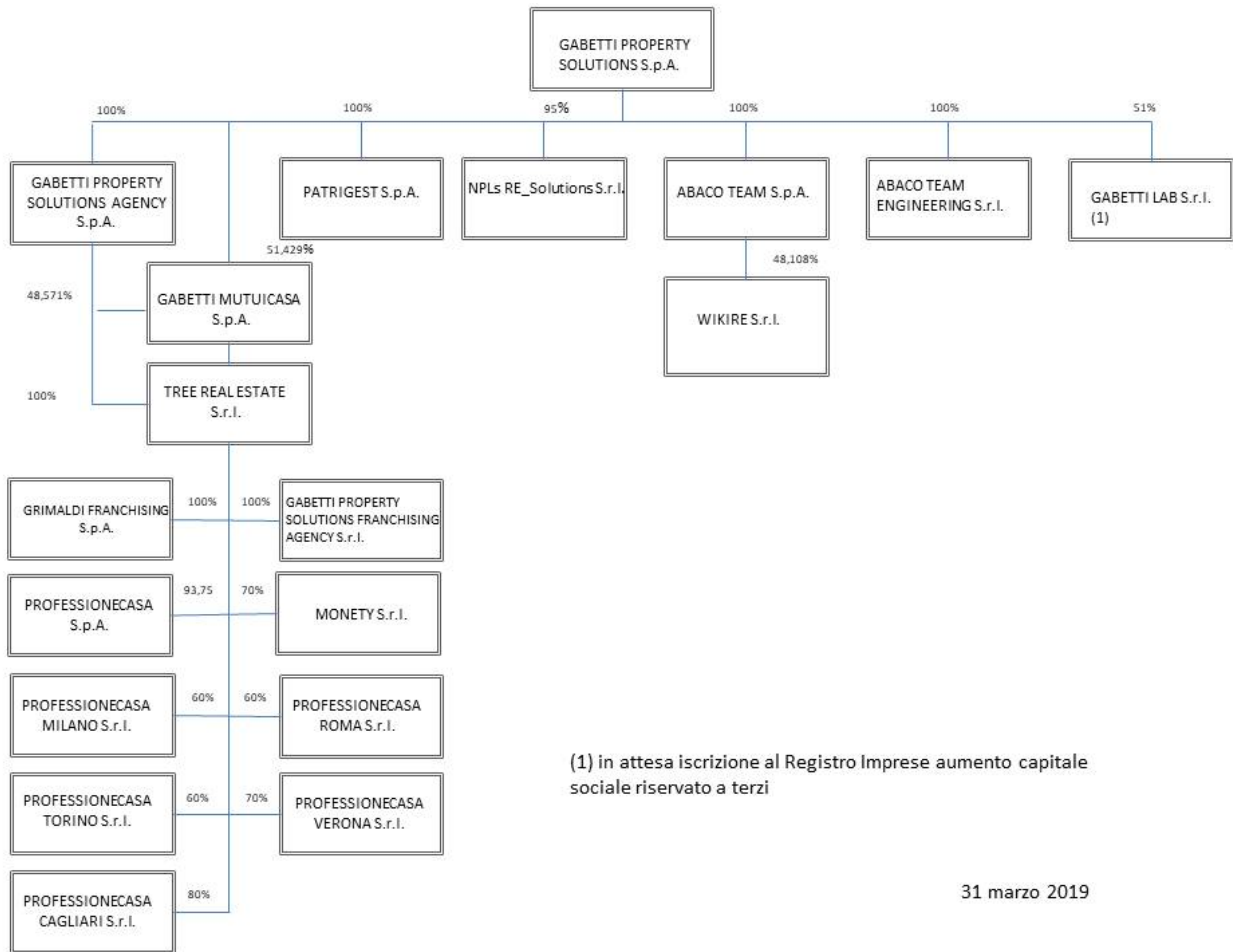 GABETTI PROPERTY
SOLUTIONS S.p.A.
100%
100%
95%
100%
100%
51%
GABETTI PROPERTY
SOLUTIONS AGENCY
S.p.A.
PATRIGEST S.p.A.
NPLs RE_Solutions S.r.l.
ABACO TEAM S.p.A.
ABACO TEAM
ENGINEERING S.r.l.
GABETTI LAB S.r.l.
(1)
51,429%
48,108%
48,571%
GABETTI MUTUICASA
S.p.A.
WIKIRE S.r.l.
100%
TREE REAL ESTATE
S.r.l.
GRIMALDI FRANCHISING
S.p.A.
100%
100%
GABETTI PROPERTY
SOLUTIONS FRANCHISING
AGENCY S.r.l.
PROFESSIONECASA
S.p.A.
93,75
70%
MONETY S.r.l.
PROFESSIONECASA
MILANO S.r.l.
60%
60%
PROFESSIONECASA
ROMA S.r.l.
(1) in attesa iscrizione al Registro Imprese aumento capitale
sociale riservato a terzi
PROFESSIONECASA
TORINO S.r.l.
60%
70%
PROFESSIONECASA
VERONA S.r.l.
PROFESSIONECASA
CAGLIARI S.r.l.
80%
31 marzo 2019